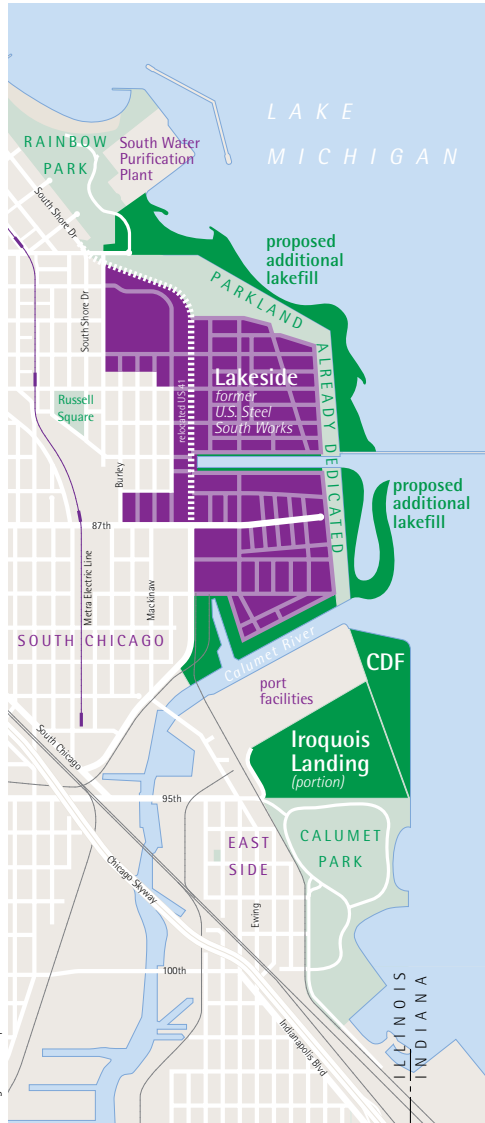 LAKE
MICHIGAN
RAINBOW
PARK
South Water
Purification
Plant
South Shore Dr
proposed
additional
lakefill
PARKLAND
ALREADY DEDICATED
South Shore Dr
Lakeside
former
U.S. Steel
South Works
relocated US 41
Russell
Square
Burley
proposed
additional
lakefill
87th
Metra Electric Line
Mackinaw
SOUTH CHICAGO
Calumet River
CDF
port
facilities
Iroquois
Landing
(portion)
South Chicago
95th
EAST
SIDE
CALUMET
PARK
Chicago Skyway
Ewing
100th
Indianapolis Blvd
ILLINOIS
INDIANA